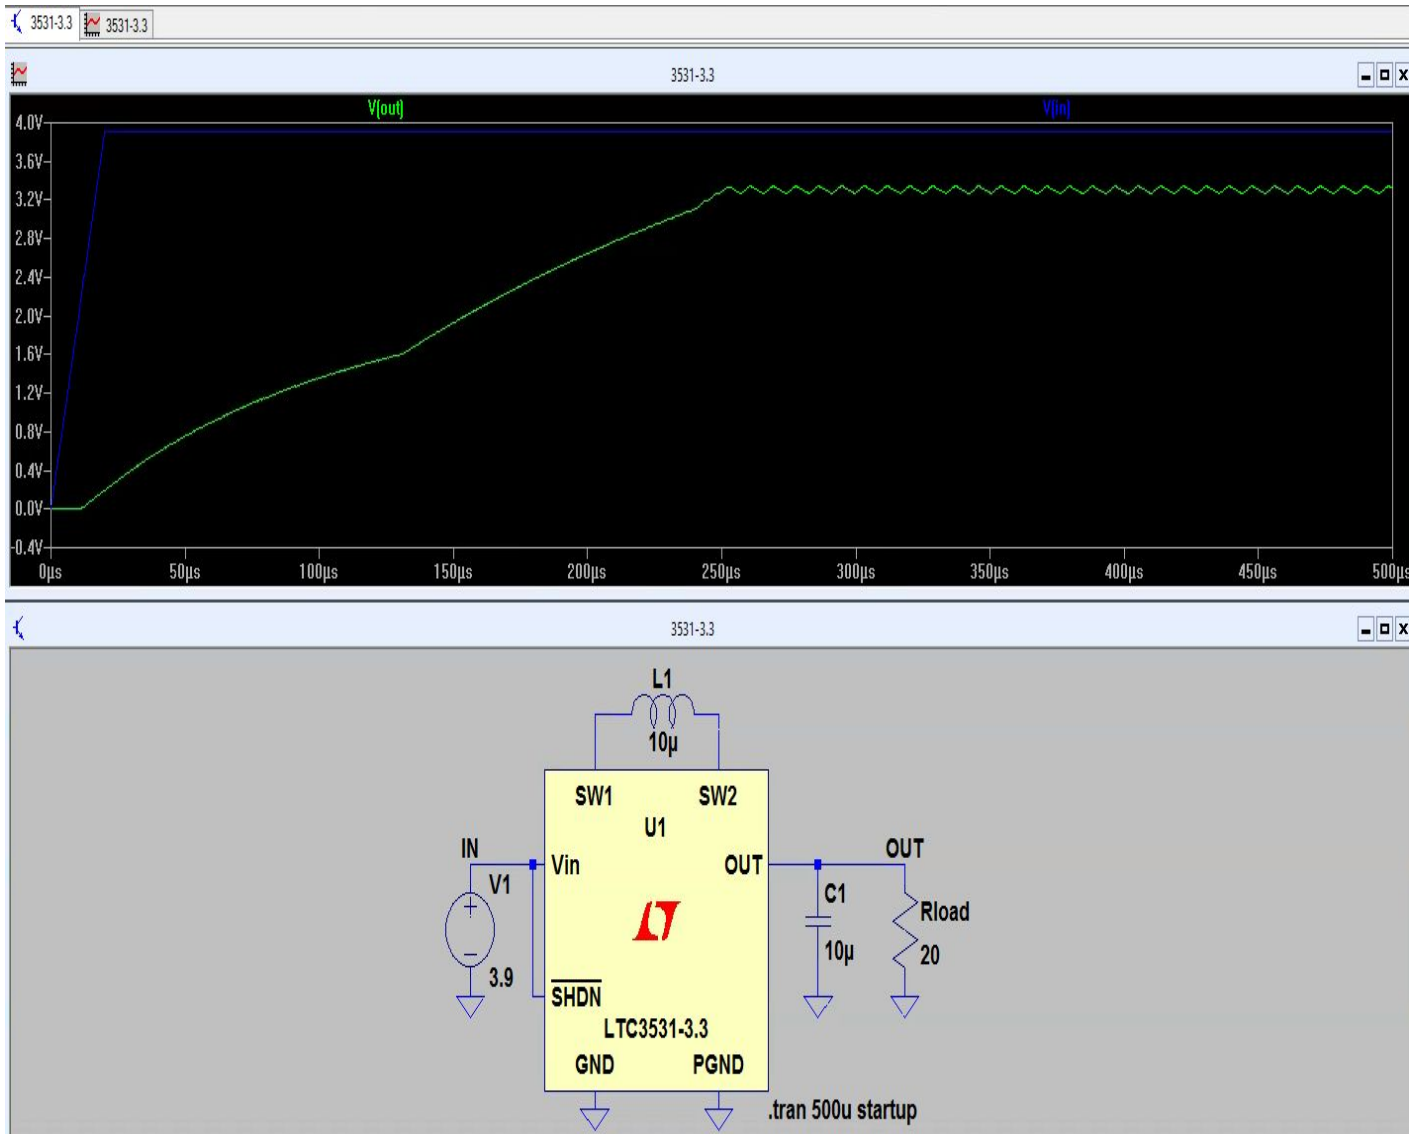 3531-3.3 3531-3.3
3531-3.3
V(out) V(in)
4.0V
3.6V
3.2V
2.8V
2.4V
2.0V
1.6V
1.2V
0.8V
0.4V
0.0V
-0.4V
0µs 50µs 100µs 150µs 200µs 250µs 300µs 350µs 400µs 450µs 500µs
3531-3.3
L1
10µ
SW1 SW2
U1
IN Vin OUT OUT
V1 C1
Rload
10µ 20
3.9 SHDN
LTC3531-3.3
GND PGND
.tran 500u startup